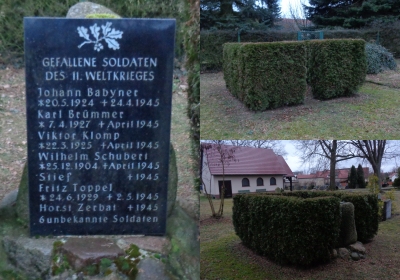 GEFALLENE SOLDATEN
DES II. WELTKRIEGES
Johann Babyner
*20.5.1924 +24.4.1945
Karl Brümmer
*7.4.1927 +April 1945
Viktor Klomp
*22.3.1925 +April 1945
Wilhelm Schubert
*25.12.1904 +April 1945
Stief +1945
Fritz Toppel
*24.6.1929 +2.5.1945
Horst Zerbat +1945
6 unbekannte Soldaten